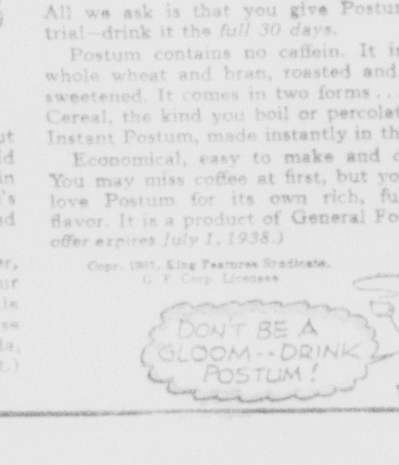 All we ask is that you give Postum
trial—drink it the full 30 days.
Postum contains no caffein. It is
whole wheat and bran, roasted and
sweetened. It comes in two forms...
Cereal, the kind you boil or percolat
Instant Postum, made instantly in th
Economical, easy to make and d
You may miss coffee at first, but yo
love Postum for its own rich, fu
flavor. It is a product of General Fo
offer expires July 1, 1938.)
Copr. 1937, King Features Syndicate,
G. F. Corp. Licensee
DON'T BE A
GLOOM--DRINK
POSTUM!